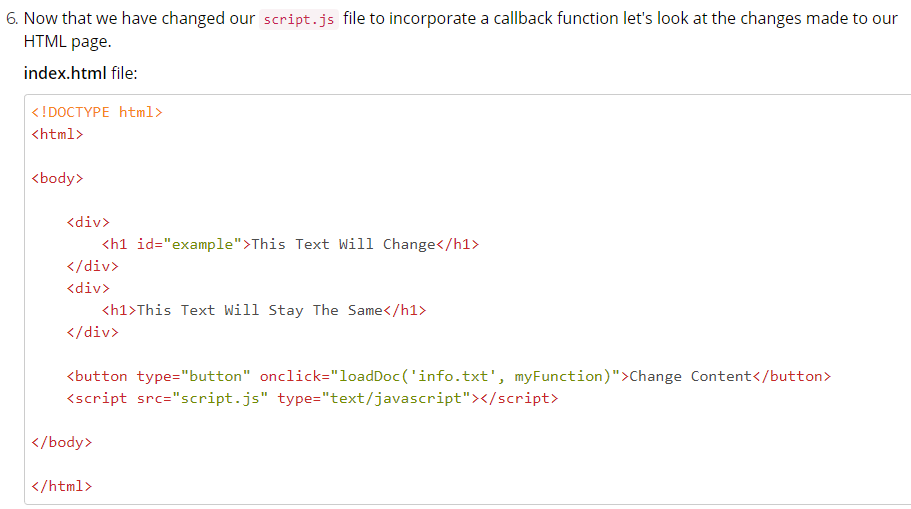 6. Now that we have changed our script.js file to incorporate a callback function let's look at the changes made to our
HTML page.
index.html file:
<!DOCTYPE html>
<html>
<body>
<div>
<h1 id="example">This Text Will Change</h1>
</div>
<div>
<h1>This Text Will Stay The Same</h1>
</div>
<button type="button" onclick="loadDoc('info.txt', myFunction)">Change Content</button>
<script src="script.js" type="text/javascript"></script>
</body>
</html>